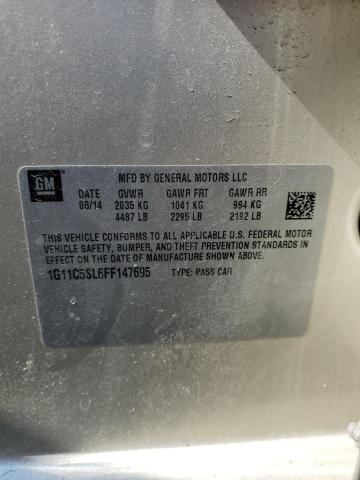 GM
MFD BY GENERAL MOTORS LLC
DATE GVWR GAWR FRT GAWR RR
08/14 2035 KG 1041 KG 994 KG
4487 LB 2295 LB 2192 LB
THIS VEHICLE CONFORMS TO ALL APPLICABLE U.S. FEDERAL MOTOR
VEHICLE SAFETY, BUMPER, AND THEFT PREVENTION STANDARDS IN
EFFECT ON THE DATE OF MANUFACTURE SHOWN ABOVE.
1G11C5SL6FF147695 TYPE: PASS CAR